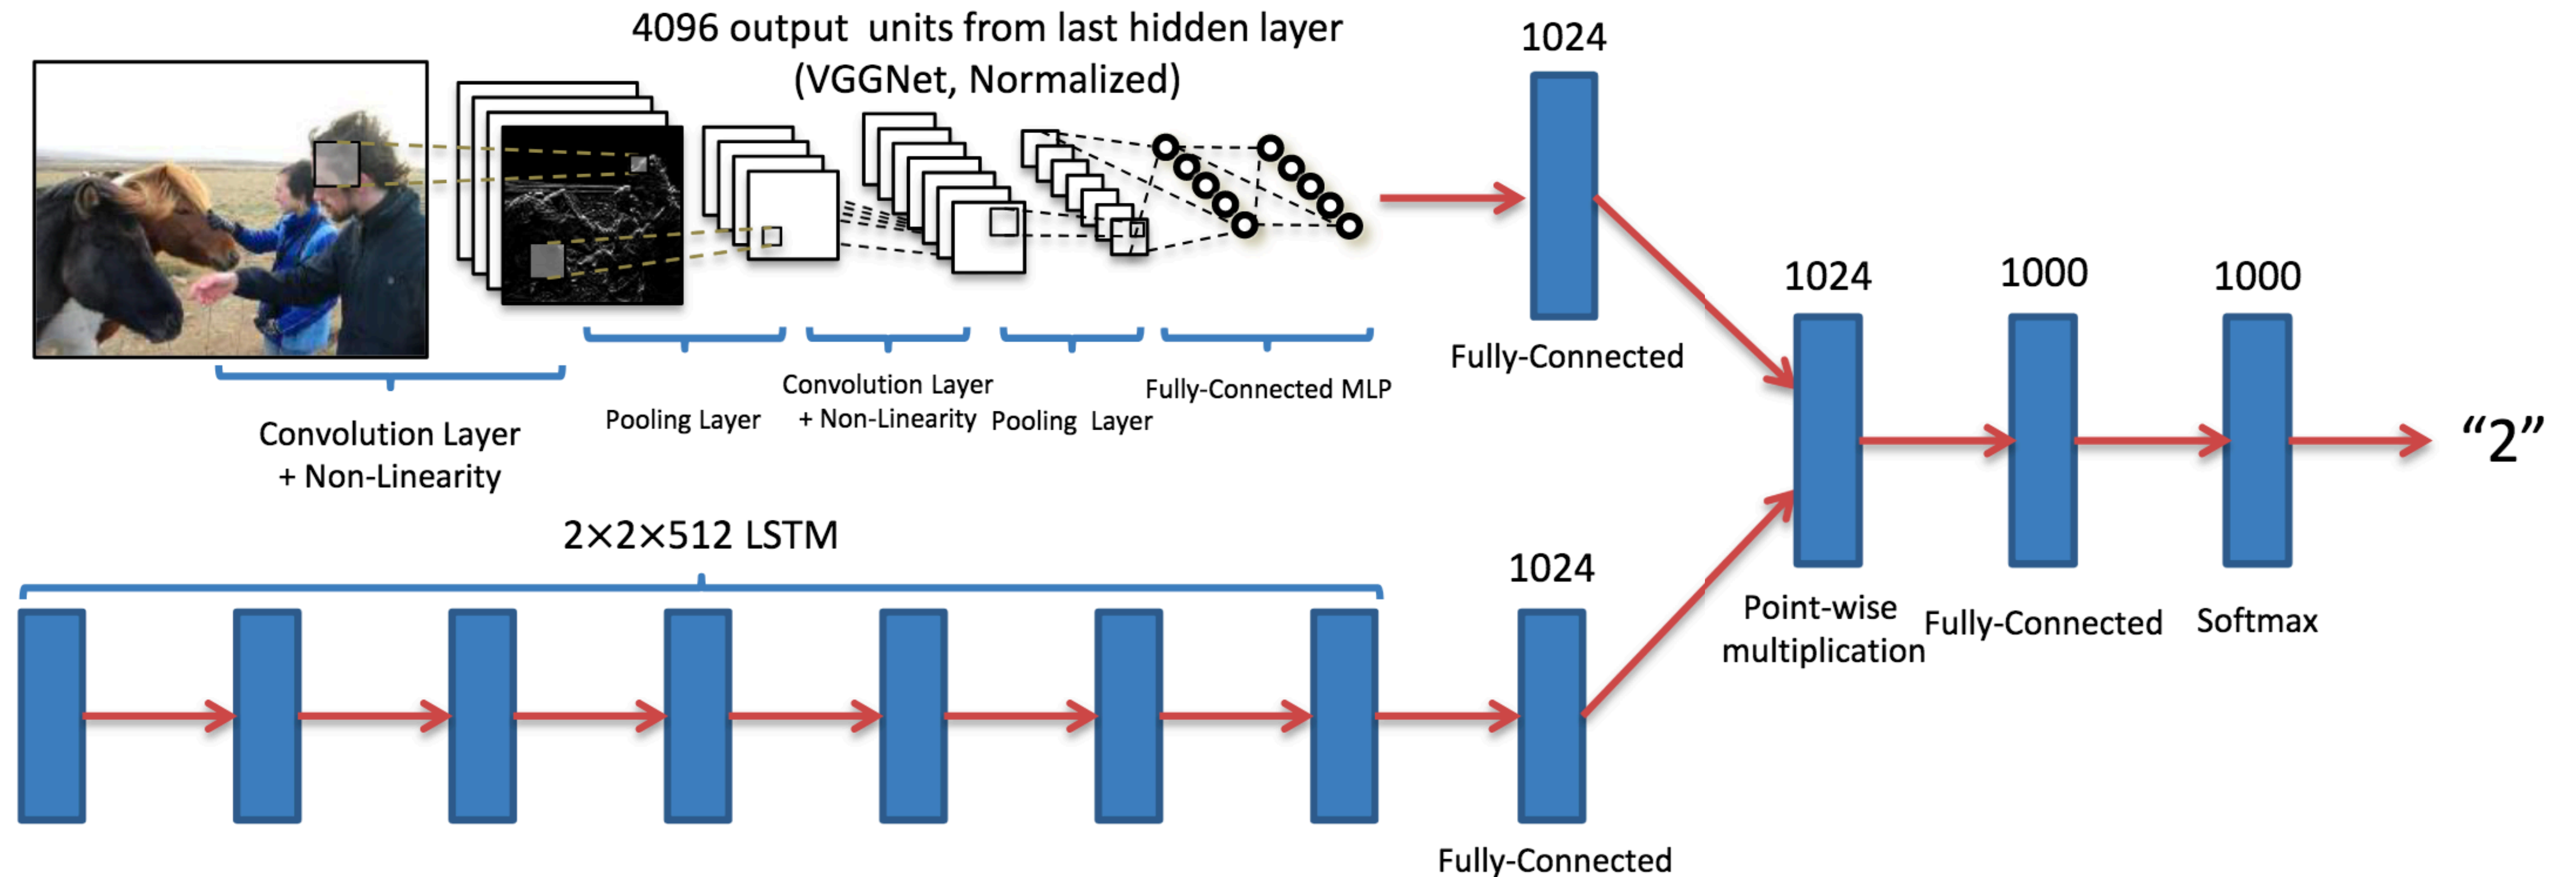 4096 output units from last hidden layer
(VGGNet, Normalized)
1024
Fully-Connected
Convolution Layer
+ Non-Linearity
Pooling Layer
Convolution Layer
+ Non-Linearity
Pooling Layer
Fully-Connected MLP
2×2×512 LSTM
1024
Fully-Connected
1024
Point-wise
multiplication
1000
Fully-Connected
1000
Softmax
“2”